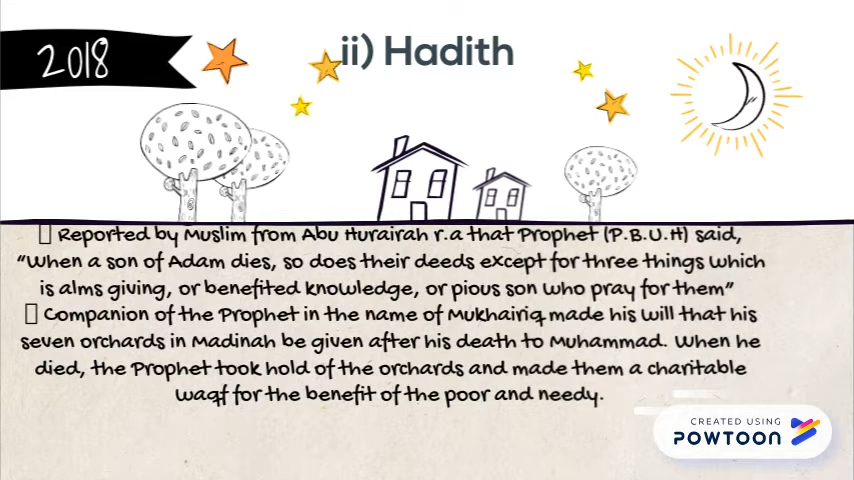 2018
ii) Hadith
▯ Reported by Muslim from Abu Hurairah r.a that Prophet (P.B.U.H) said,
“When a son of Adam dies, so does their deeds except for three things which
is alms giving, or benefited knowledge, or pious son who pray for them”
▯ Companion of the Prophet in the name of Mukhairiq made his will that his
seven orchards in Madinah be given after his death to Muhammad. When he
died, the Prophet took hold of the orchards and made them a charitable
waqf for the benefit of the poor and needy.
CREATED USING
POWTOON